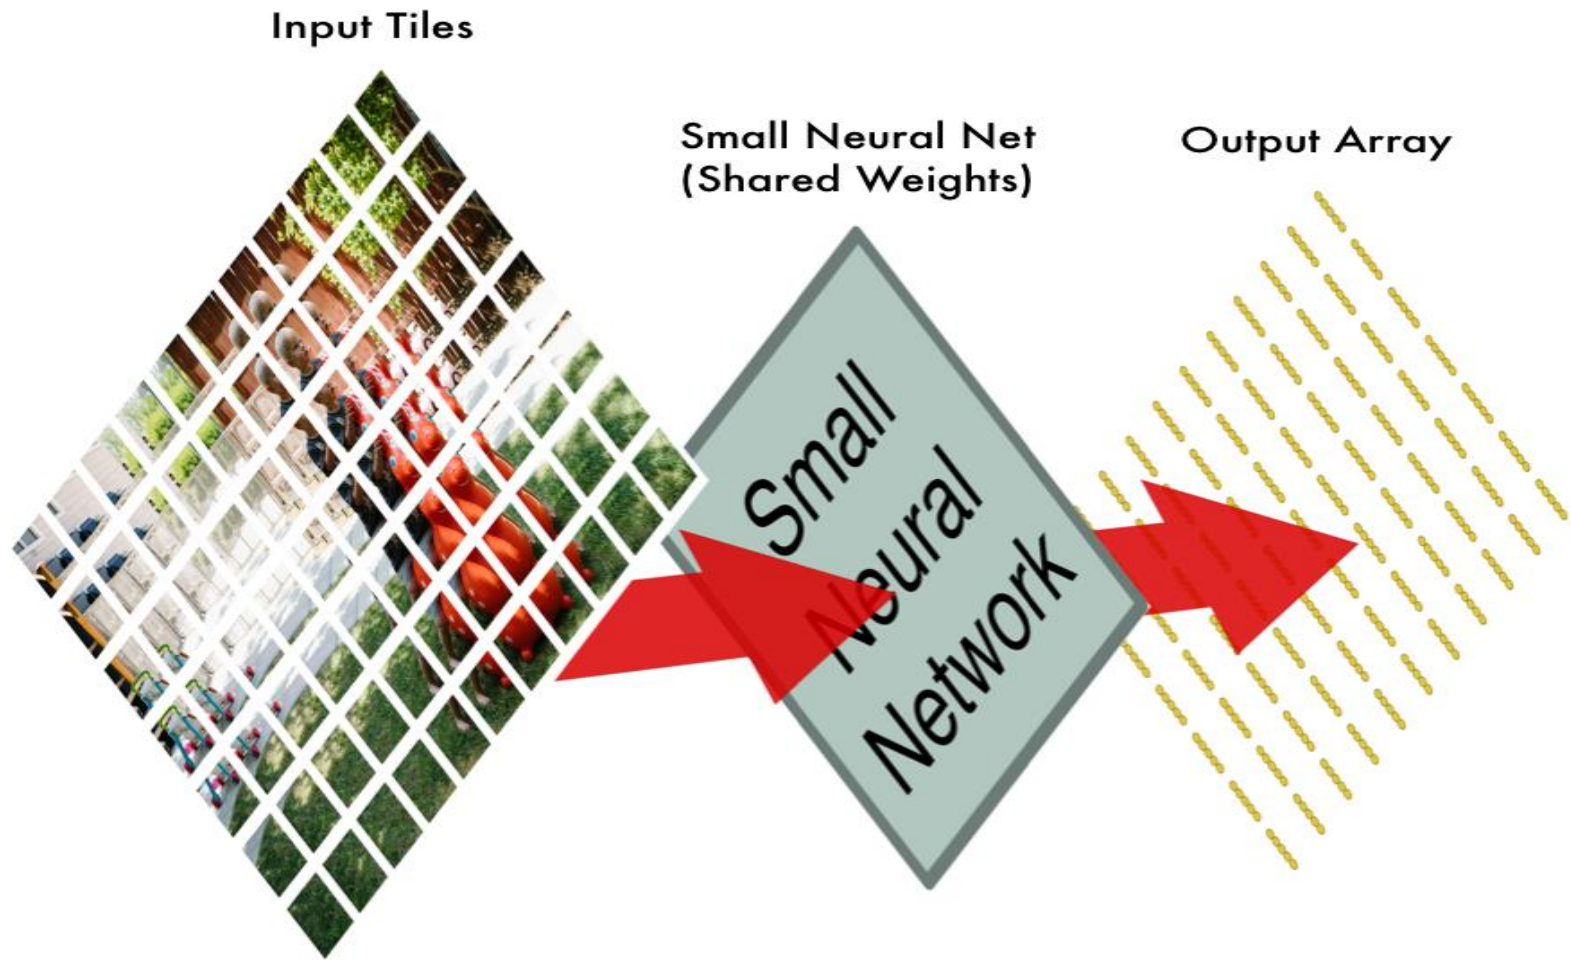 Input Tiles
Small Neural Net
(Shared Weights)
Output Array
Small
Neural
Network